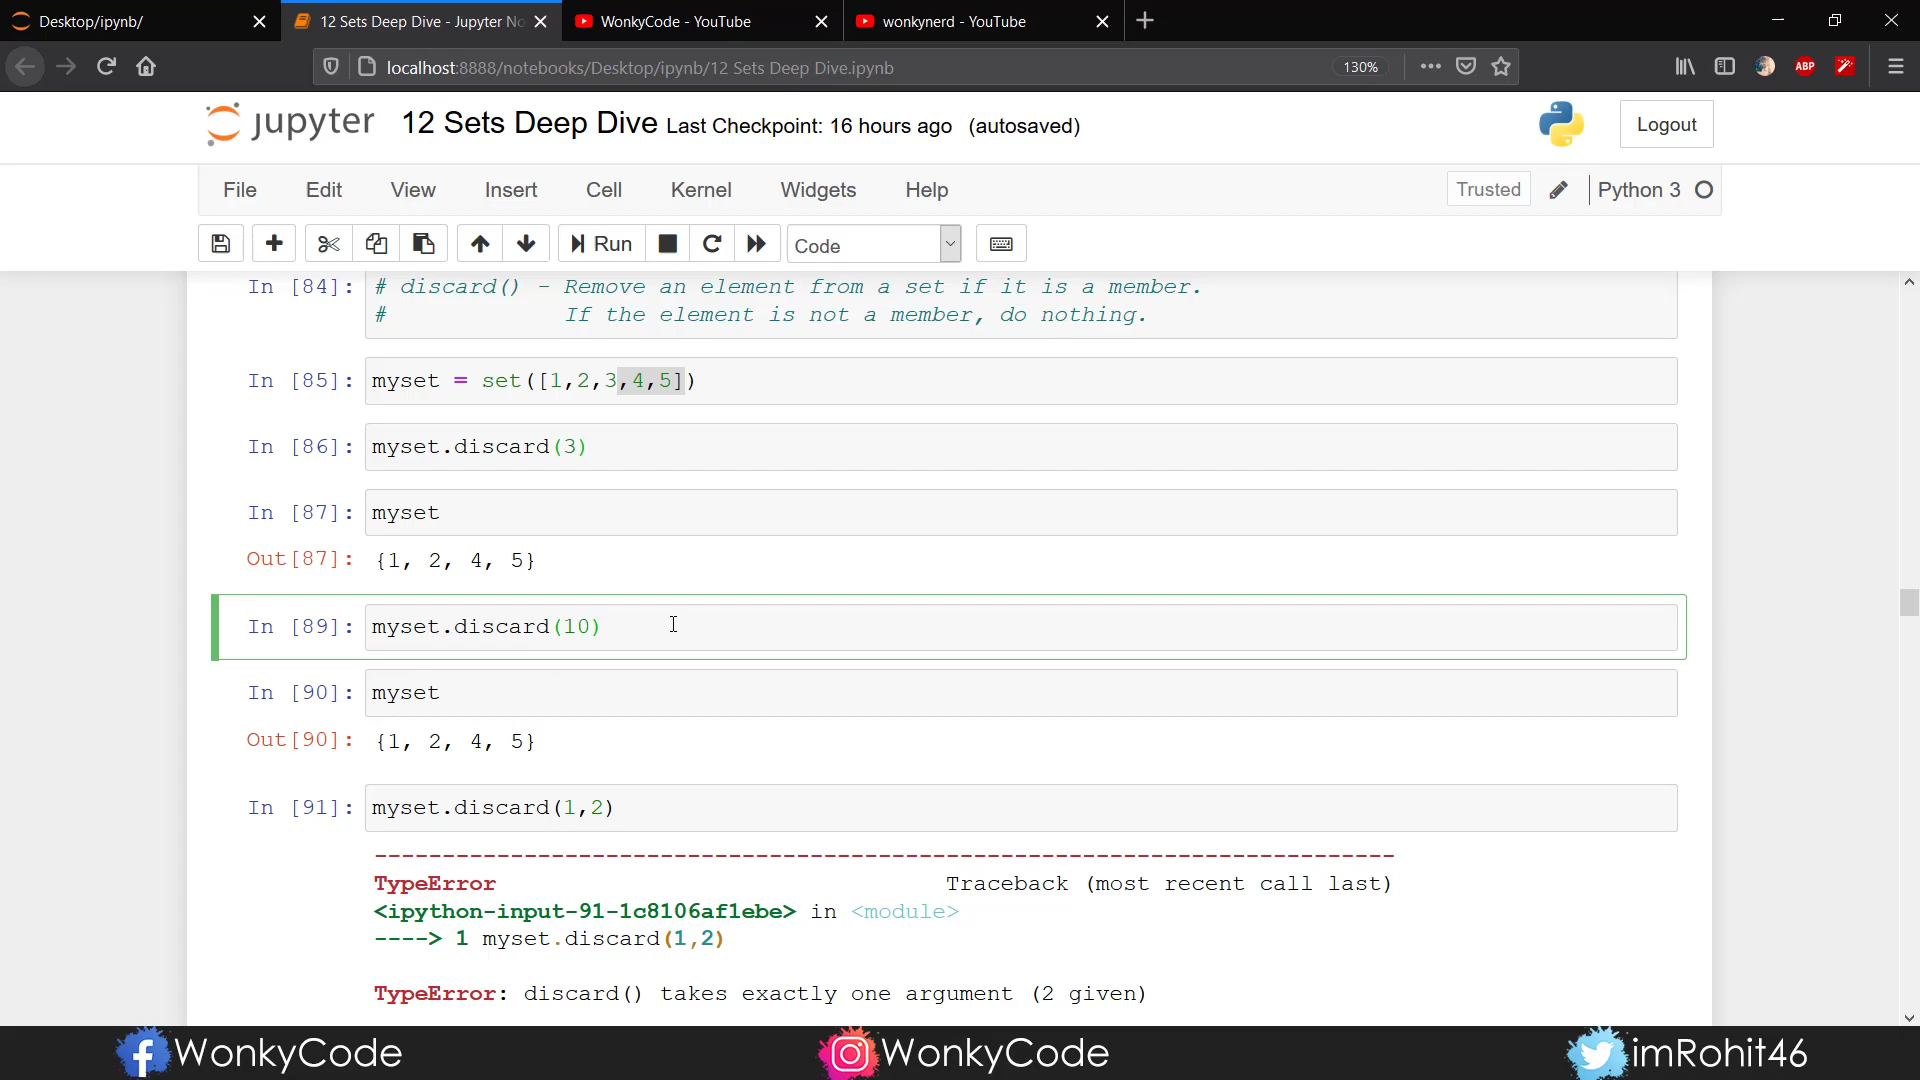 Desktop/ipynb/
12 Sets Deep Dive - Jupyter No
WonkyCode - YouTube
wonkynerd - YouTube
localhost:8888/notebooks/Desktop/ipynb/12 Sets Deep Dive.ipynb
130%
ABP
jupyter 12 Sets Deep Dive Last Checkpoint: 16 hours ago (autosaved)
Logout
File Edit View Insert Cell Kernel Widgets Help
Trusted
Python 3
Run
Code
In [84]: # discard() - Remove an element from a set if it is a member.
# If the element is not a member, do nothing.
In [85]: myset = set([1,2,3,4,5])
In [86]: myset.discard(3)
In [87]: myset
Out[87]: {1, 2, 4, 5}
In [89]: myset.discard(10)
In [90]: myset
Out[90]: {1, 2, 4, 5}
In [91]: myset.discard(1,2)
---------------------------------------------------------------------------
TypeError Traceback (most recent call last)
<ipython-input-91-1c8106af1ebe> in <module>
----> 1 myset.discard(1,2)
TypeError: discard() takes exactly one argument (2 given)
WonkyCode
WonkyCode
imRohit46